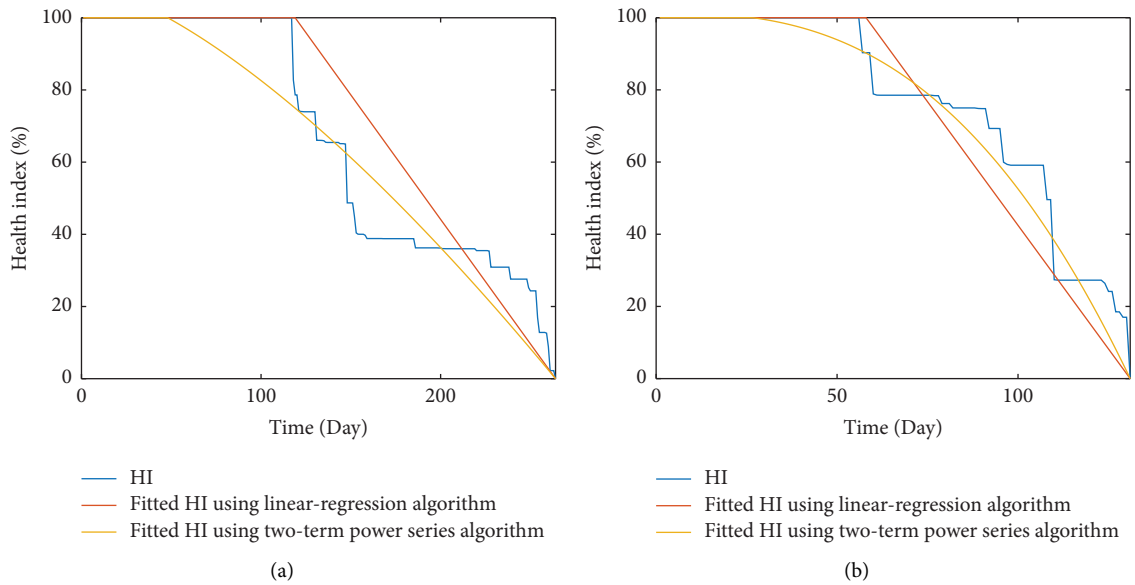 100
80
60
40
20
0
Health index (%)
0
100
200
Time (Day)
HI
Fitted HI using linear-regression algorithm
Fitted HI using two-term power series algorithm
(a)
100
80
60
40
20
0
Health index (%)
0
50
100
Time (Day)
HI
Fitted HI using linear-regression algorithm
Fitted HI using two-term power series algorithm
(b)